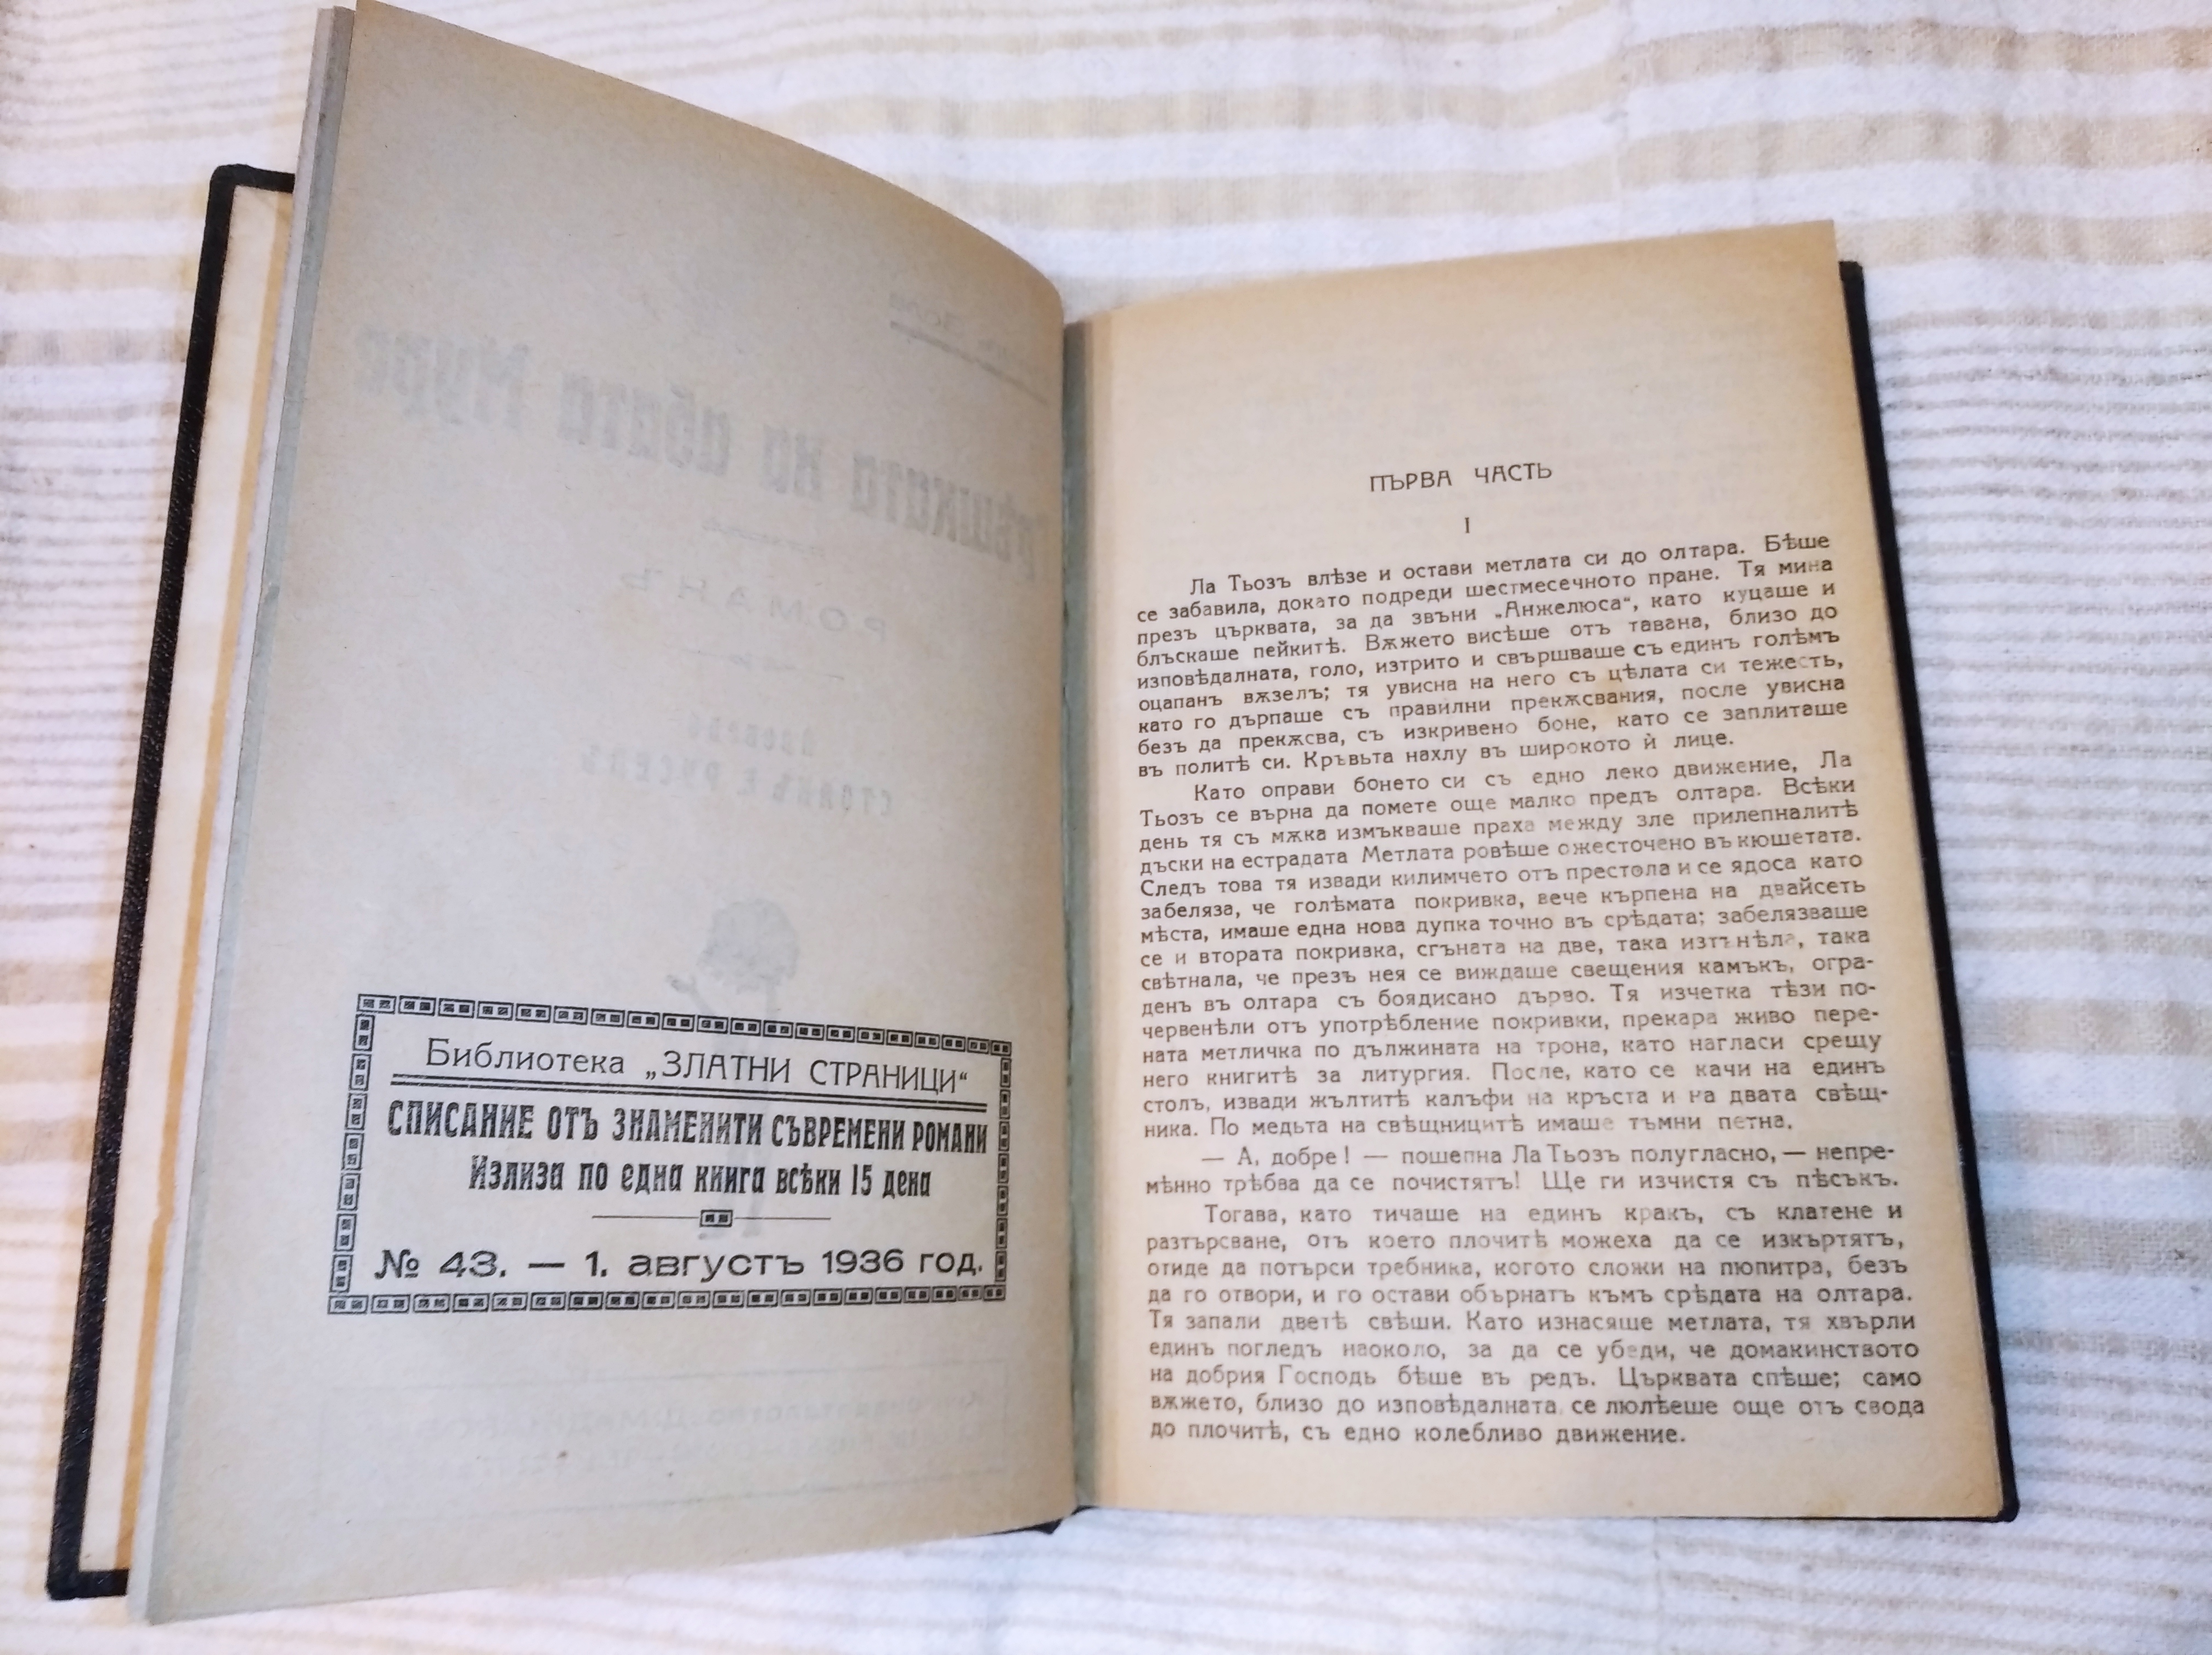 Библиотека „ЗЛАТНИ СТРАНИЦИ“
СПИСАНИЕ ОТЪ ЗНАМЕНИТИ СЪВРЕМЕНИ РОМАНИ
Излиза по една книга всѣки 15 дена
№ 43. — 1. августъ 1936 год.
ПЪРВА ЧАСТЬ
I
Ла Тьозъ влѣзе и остави метлата си до олтара. Бѣше
се забавила, докато подреди шестмесечното пране. Тя мина
презъ църквата, за да звъни „Анжелюса“, като куцаше и
блъскаше пейкитѣ. Вѫжето висѣше отъ тавана, близо до
изповѣдалната, голо, изтрито и свършваше съ единъ голѣмъ
оцапанъ вѫзелъ; тя увисна на него съ цѣлата си тежесть,
като го дърпаше съ правилни прекѫсвания, после увисна
безъ да прекѫсва, съ изкривено боне, като се заплиташе
въ политѣ си. Кръвьта нахлу въ широкото ѝ лице.
Като оправи бонето си съ едно леко движение, Ла
Тьозъ се върна да помете още малко предъ олтара. Всѣки
день тя съ мѫка измъкваше праха между зле прилепналитѣ
дъски на естрадата Метлата ровѣше ожесточено въ кюшетата.
Следъ това тя извади килимчето отъ престола и се ядоса като
забеляза, че голѣмата покривка, вече кърпена на двайсеть
мѣста, имаше една нова дупка точно въ срѣдата; забелязваше
се и втората покривка, сгъната на две, така изтънѣла, така
свѣтнала, че презъ нея се виждаше свещения камъкъ, огра-
денъ въ олтара съ боядисано дърво. Тя изчетка тѣзи по-
червенѣли отъ употрѣбление покривки, прекара живо пере-
ната метличка по дължината на трона, като нагласи срещу
него книгитѣ за литургия. После, като се качи на единъ
столъ, извади жълтитѣ калъфи на кръста и на двата свѣщ-
ника. По медьта на свѣщницитѣ имаше тъмни петна.
— А, добре! — пошепна Ла Тьозъ полугласно, — непре-
мѣнно трѣбва да се почистятъ! Ще ги изчистя съ пѣсъкъ.
Тогава, като тичаше на единъ кракъ, съ клатене и
разтърсване, отъ което плочитѣ можеха да се изкъртятъ,
отиде да потърси требника, когото сложи на пюпитра, безъ
да го отвори, и го остави обърнатъ къмъ срѣдата на олтара.
Тя запали дветѣ свѣши. Като изнасяше метлата, тя хвърли
единъ погледъ наоколо, за да се убеди, че домакинството
на добрия Господь бѣше въ редъ. Църквата спѣше; само
вѫжето, близо до изповѣдалната се люлѣеше още отъ свода
до плочитѣ, съ едно колебливо движение.